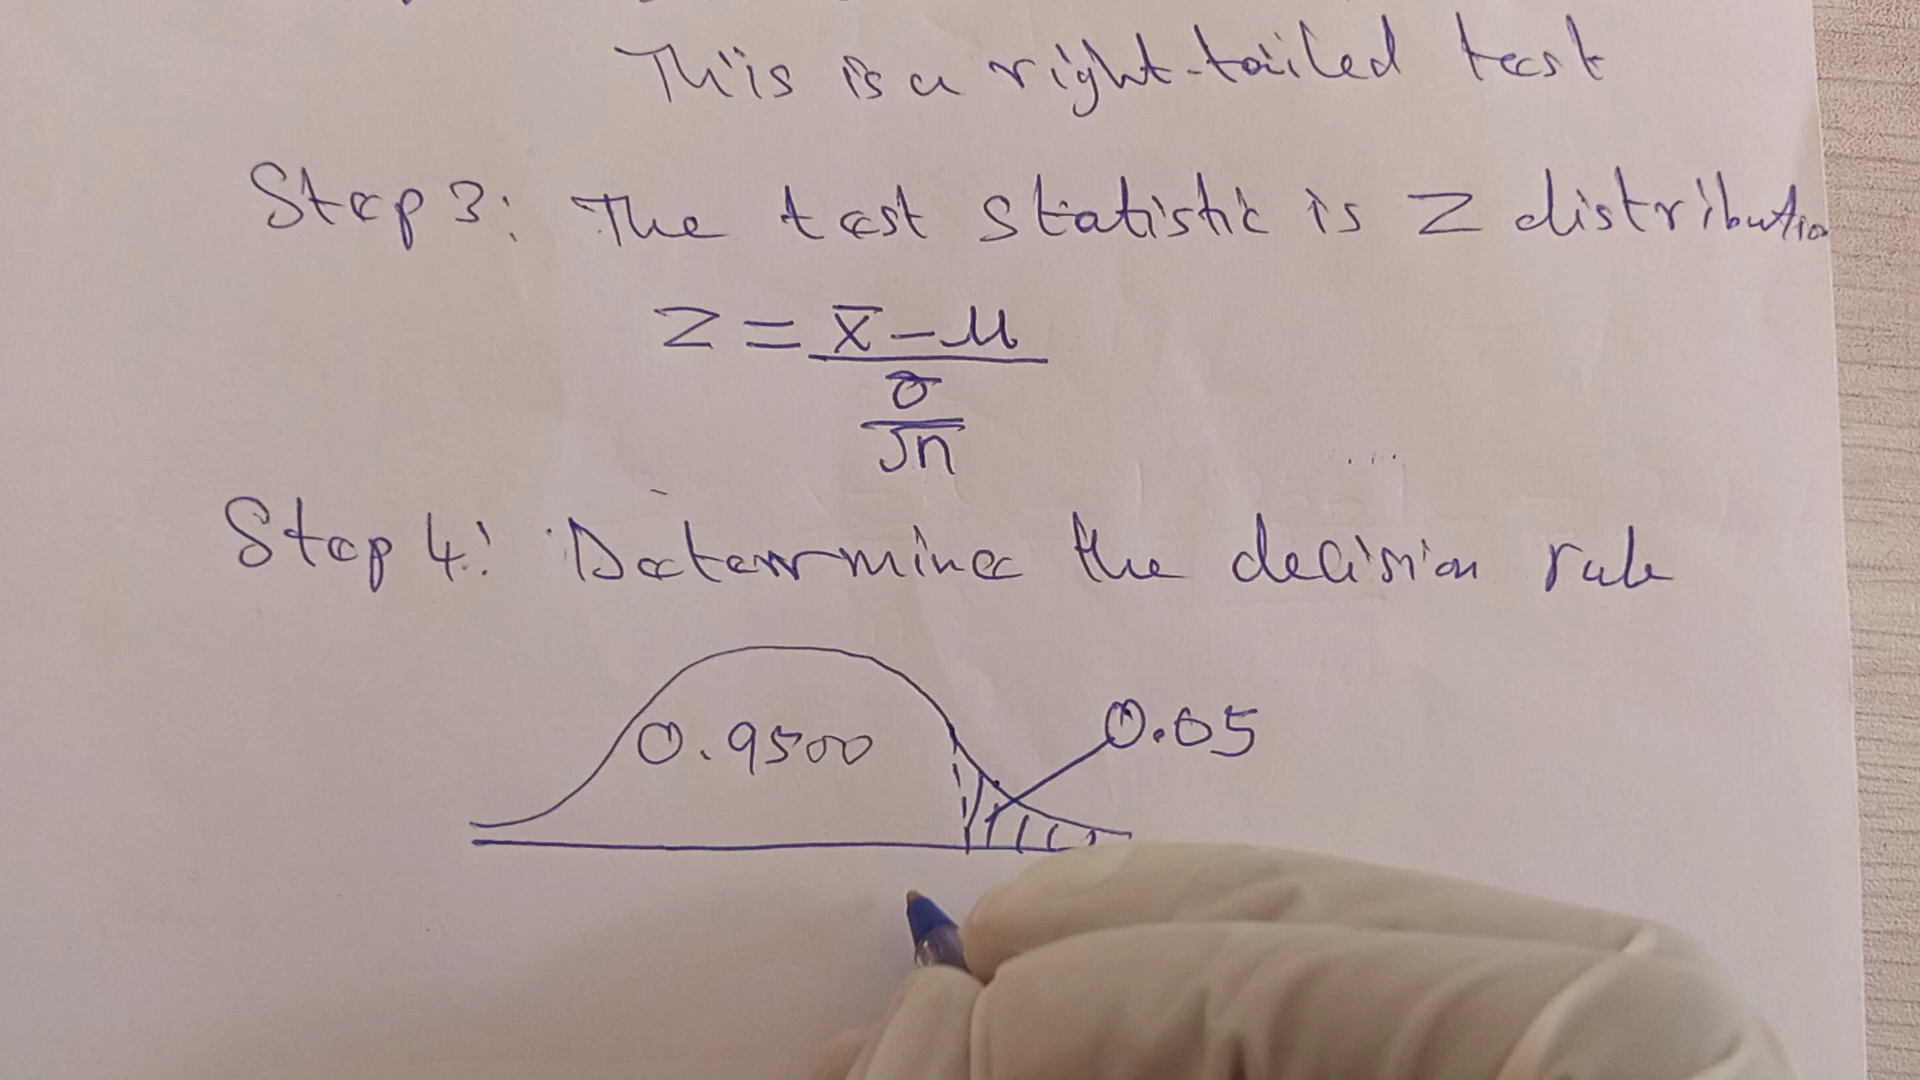 This is a right-tailed test
Step 3: The test statistic is Z distribution
Z = x̄ - μ
σ
√n
Step 4: Determine the decision rule
0.9500 0.05